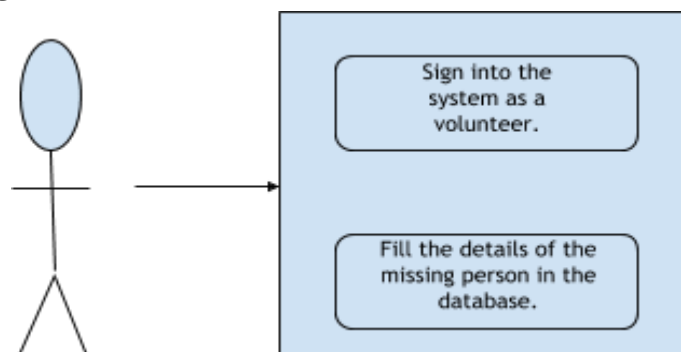 Sign into the
system as a
volunteer.
Fill the details of the
missing person in the
database.